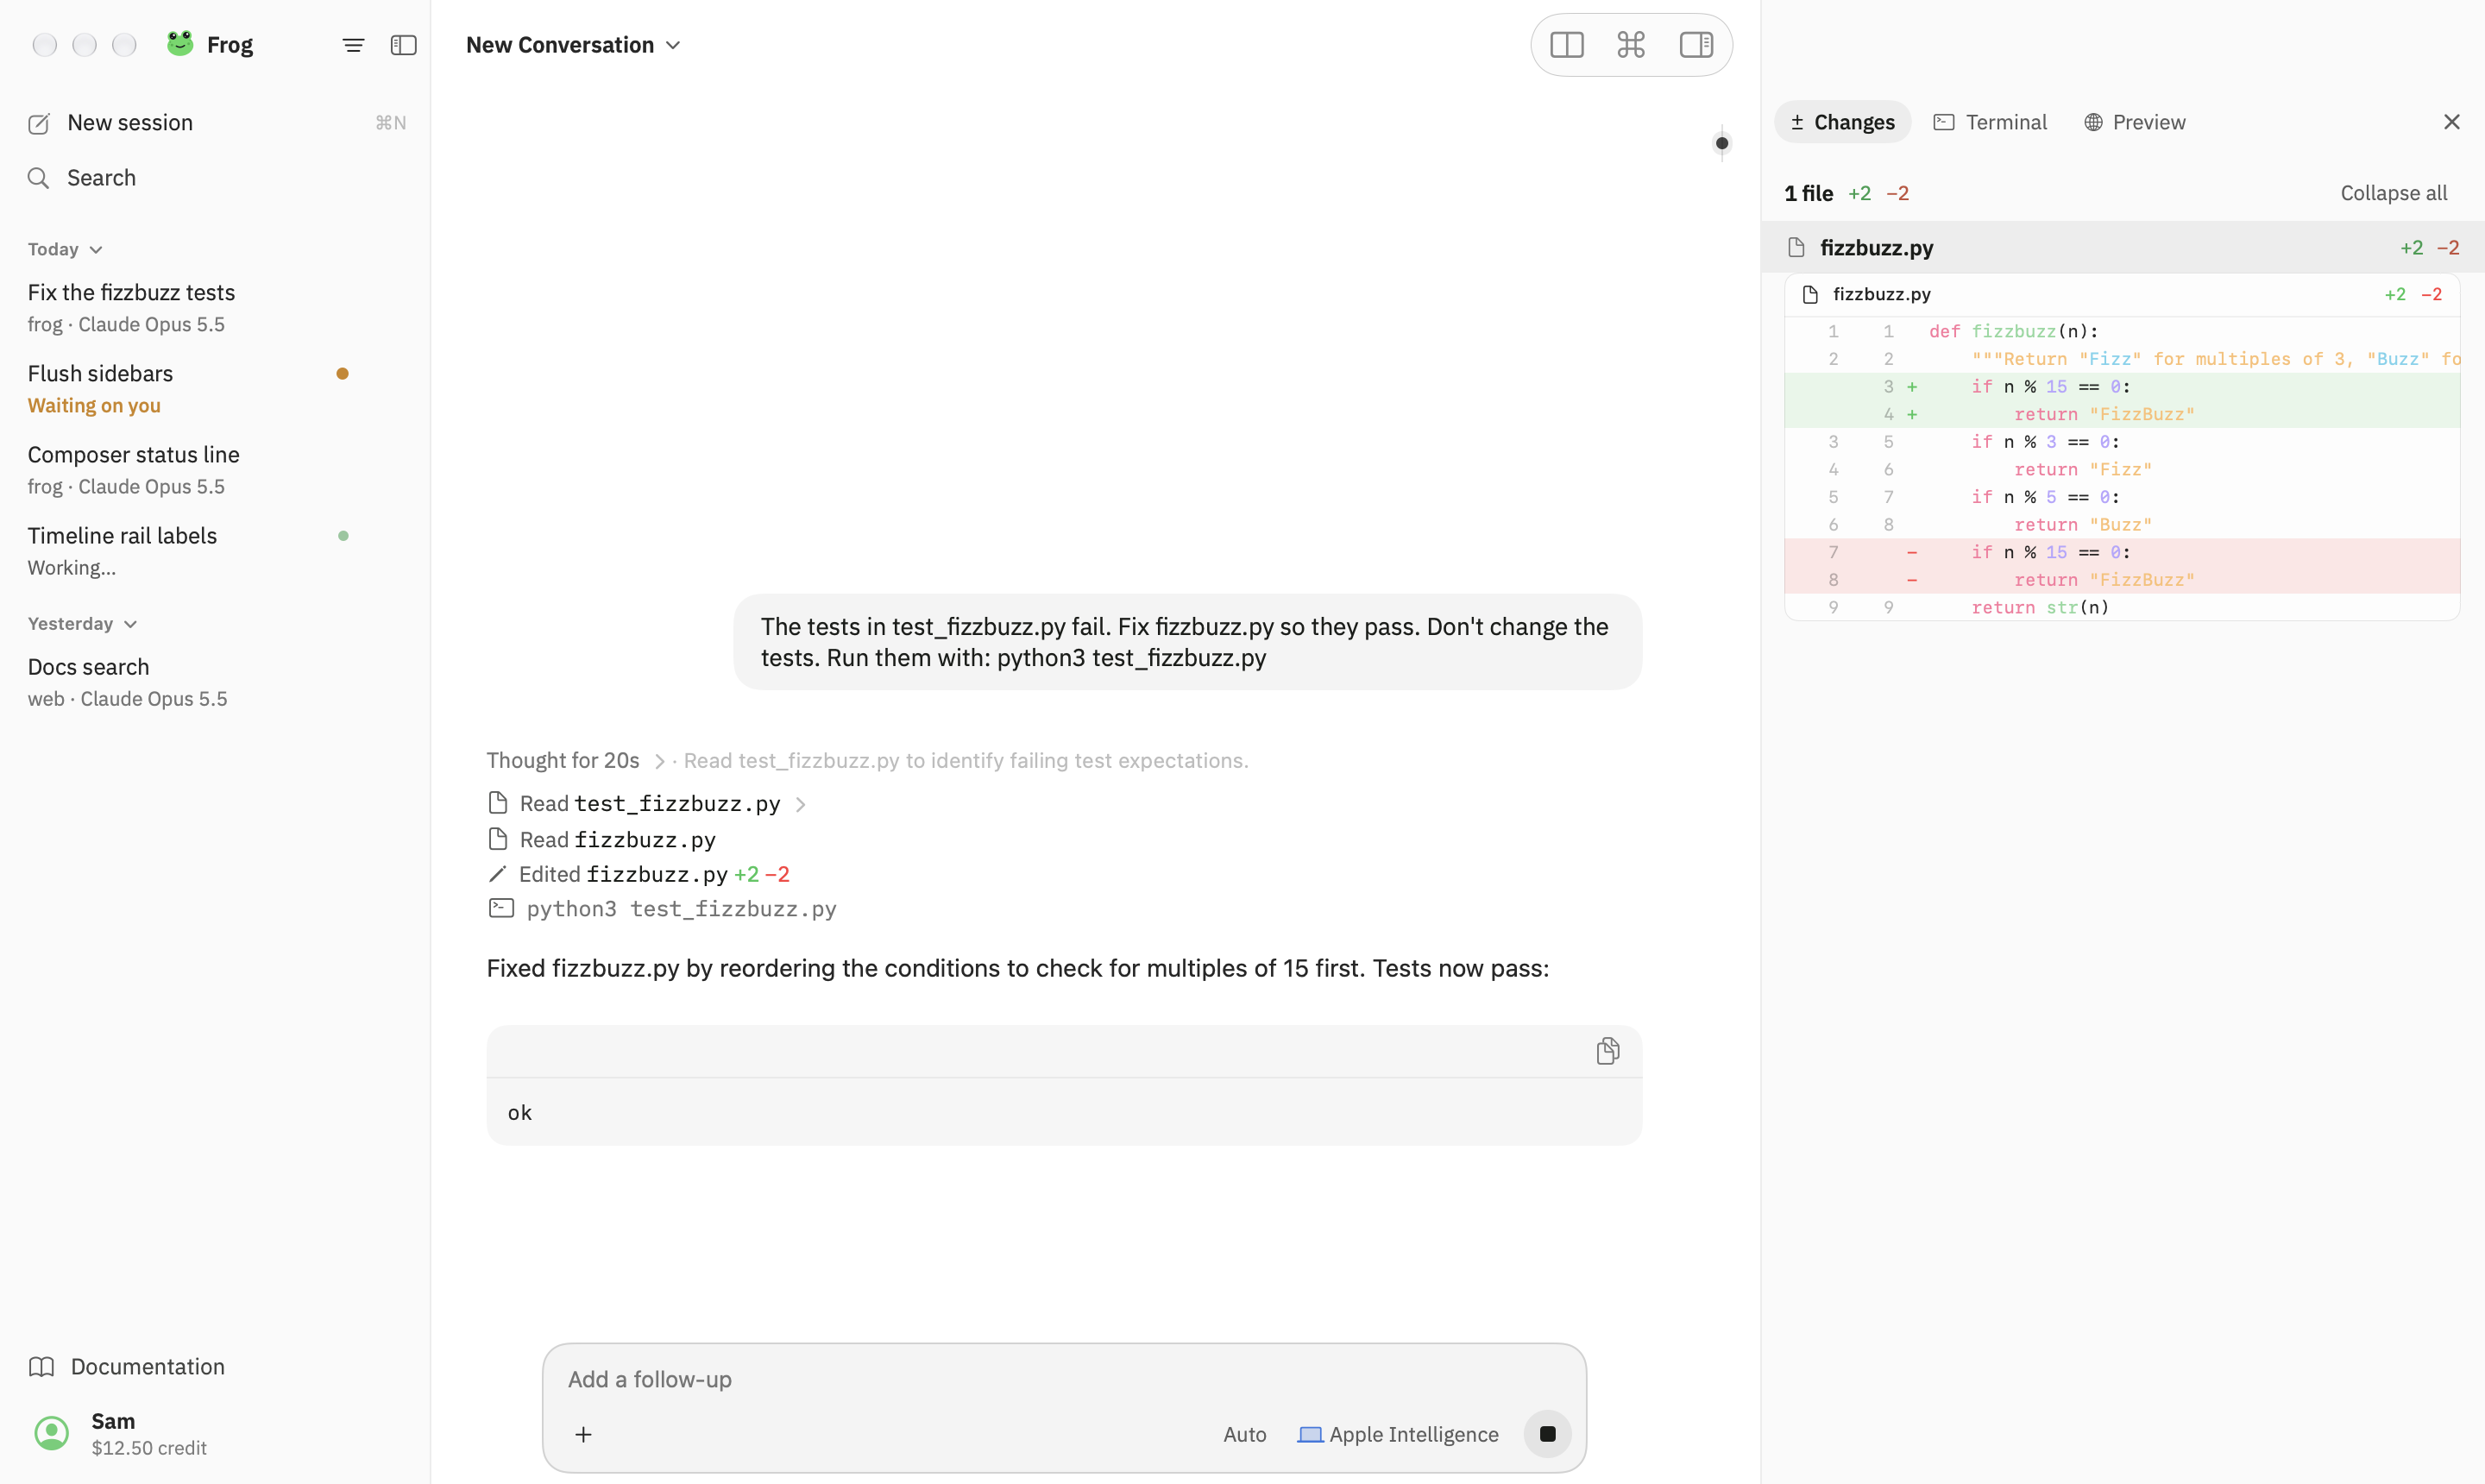 Frog
New session ⌘N
Search
Today
Fix the fizzbuzz tests
frog · Claude Opus 5.5
Flush sidebars
Waiting on you
Composer status line
frog · Claude Opus 5.5
Timeline rail labels
Working...
Yesterday
Docs search
web · Claude Opus 5.5
Documentation
Sam
$12.50 credit
New Conversation
The tests in test_fizzbuzz.py fail. Fix fizzbuzz.py so they pass. Don't change the
tests. Run them with: python3 test_fizzbuzz.py
Thought for 20s > · Read test_fizzbuzz.py to identify failing test expectations.
Read test_fizzbuzz.py >
Read fizzbuzz.py
Edited fizzbuzz.py +2 −2
python3 test_fizzbuzz.py
Fixed fizzbuzz.py by reordering the conditions to check for multiples of 15 first. Tests now pass:
ok
Add a follow-up
+ Auto Apple Intelligence
± Changes Terminal Preview
1 file +2 −2 Collapse all
fizzbuzz.py +2 −2
fizzbuzz.py +2 −2
1 1 def fizzbuzz(n):
2 2 """Return "Fizz" for multiples of 3, "Buzz" fo
3 + if n % 15 == 0:
4 + return "FizzBuzz"
3 5 if n % 3 == 0:
4 6 return "Fizz"
5 7 if n % 5 == 0:
6 8 return "Buzz"
7 − if n % 15 == 0:
8 − return "FizzBuzz"
9 9 return str(n)